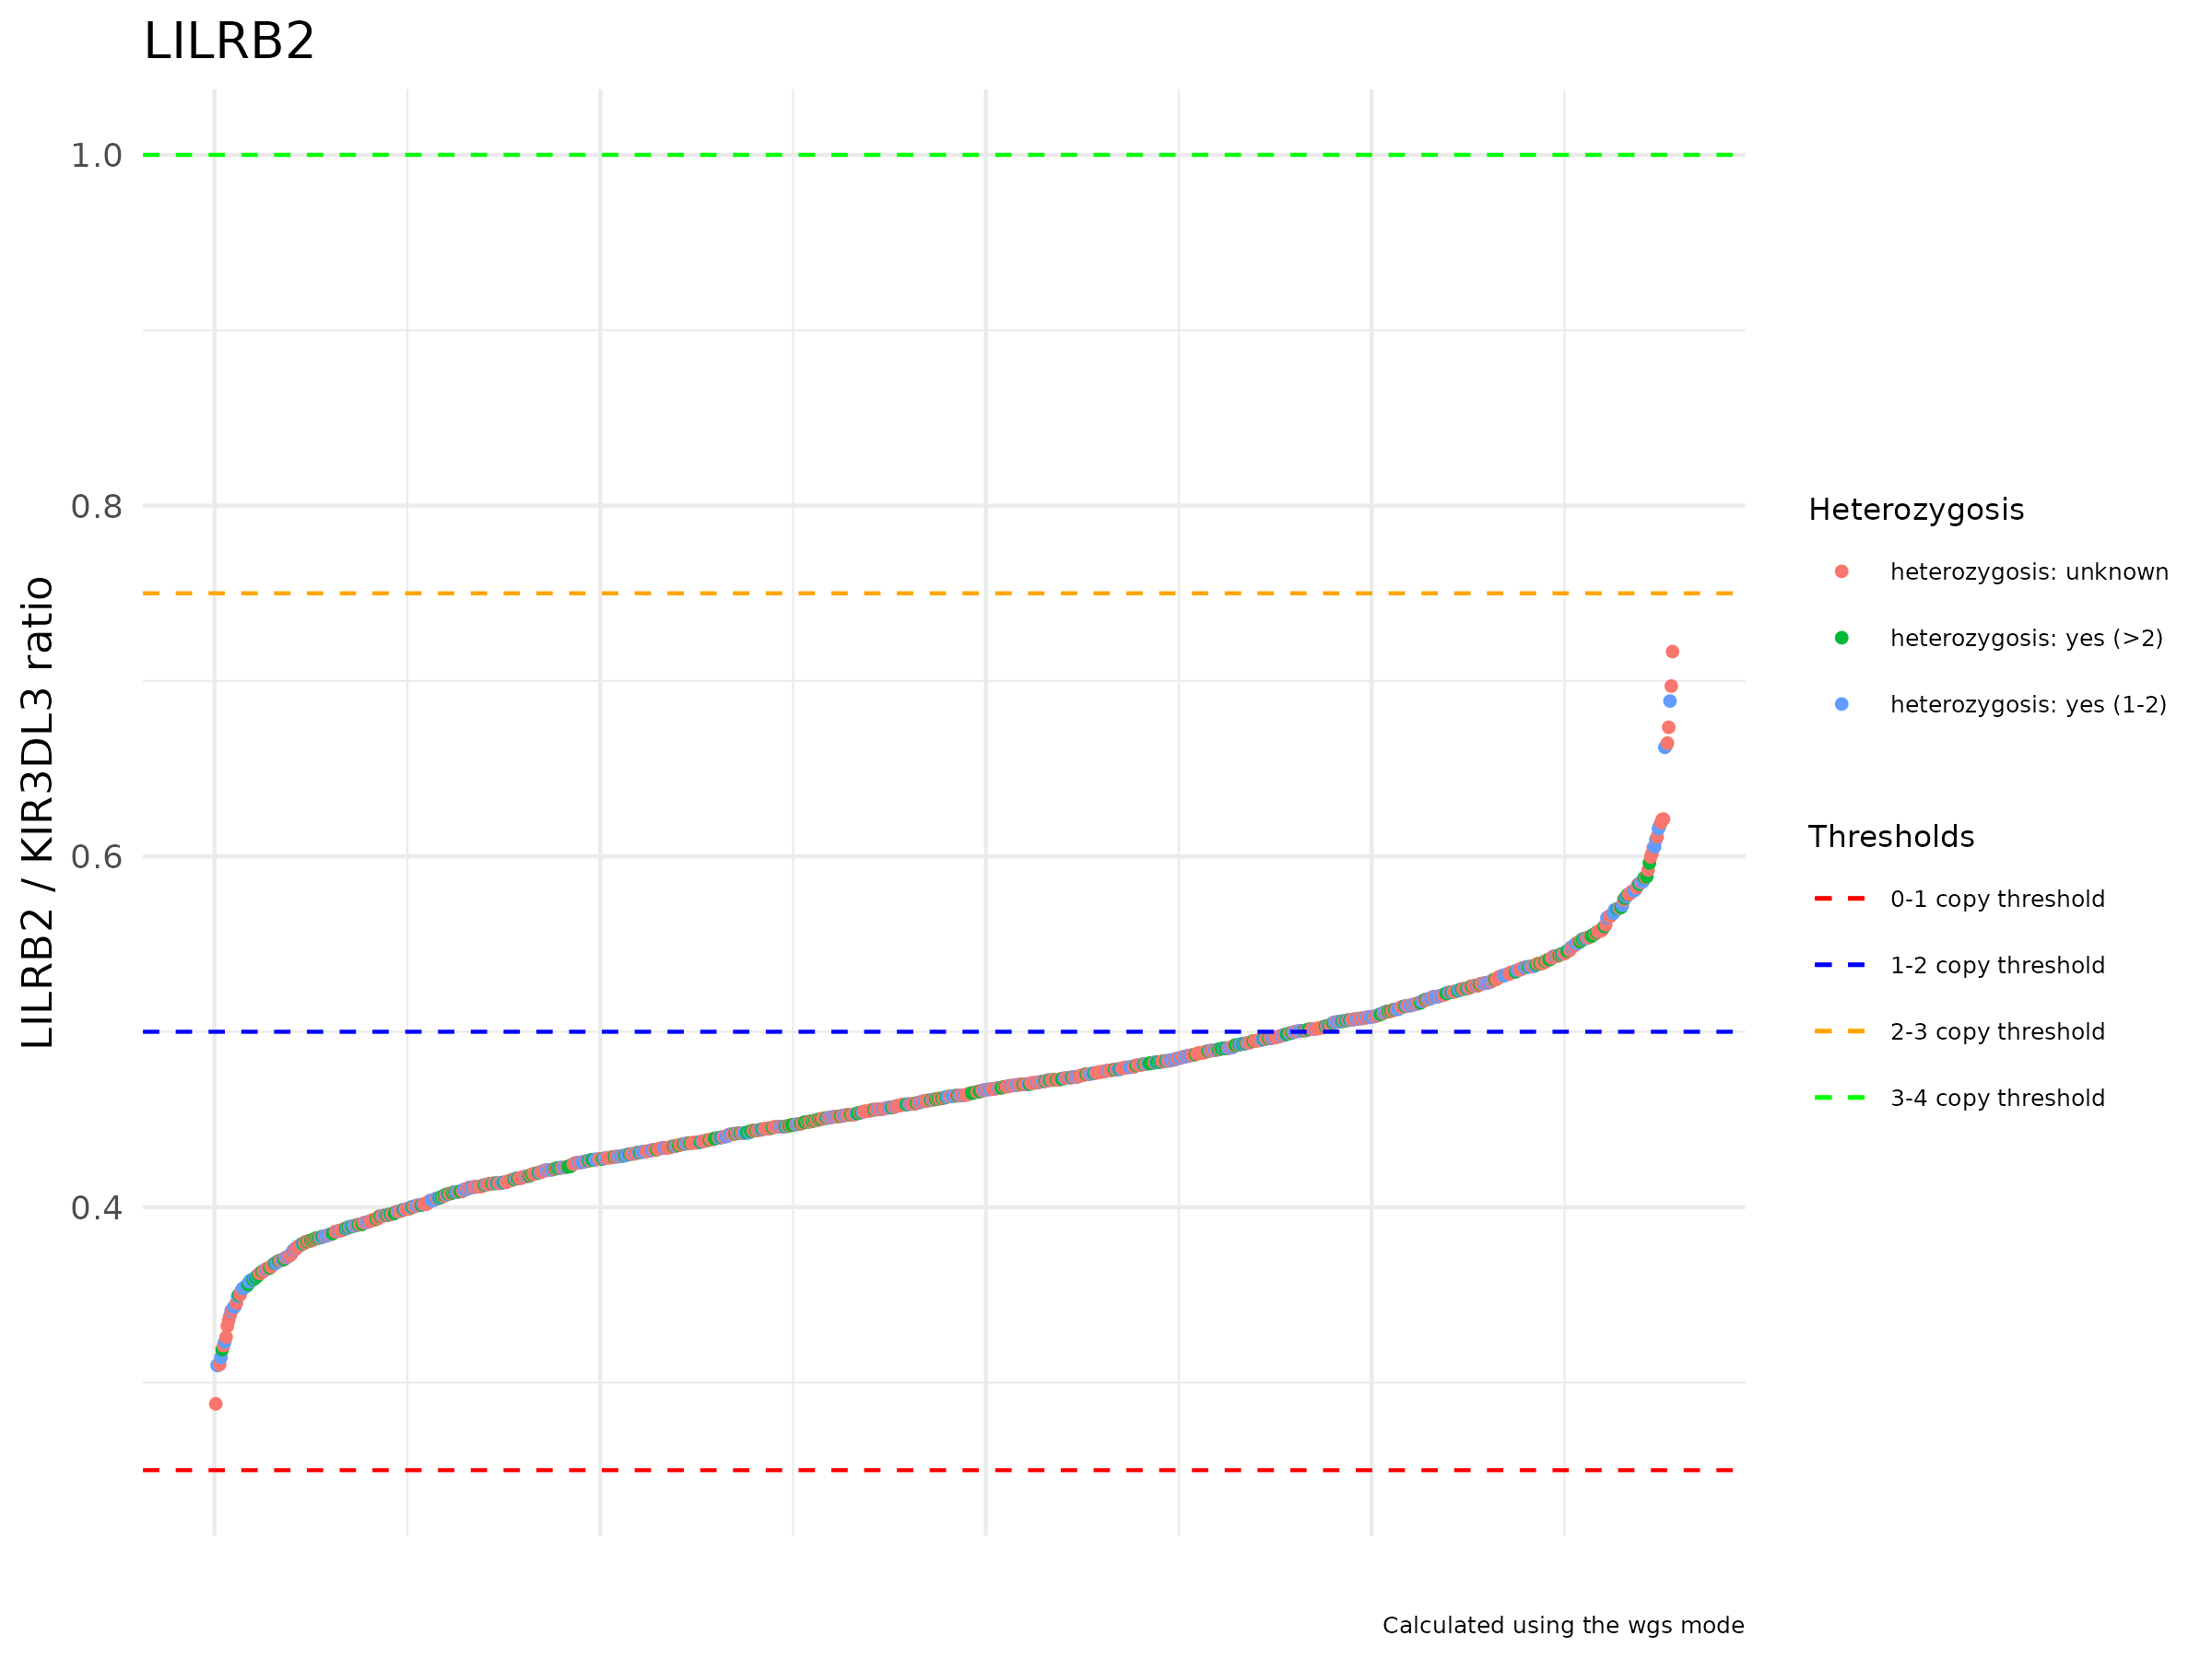 LILRB2
LILRB2 / KIR3DL3 ratio
1.0
0.8
0.6
0.4
Heterozygosis
heterozygosis: unknown
heterozygosis: yes (>2)
heterozygosis: yes (1-2)
Thresholds
0-1 copy threshold
1-2 copy threshold
2-3 copy threshold
3-4 copy threshold
Calculated using the wgs mode